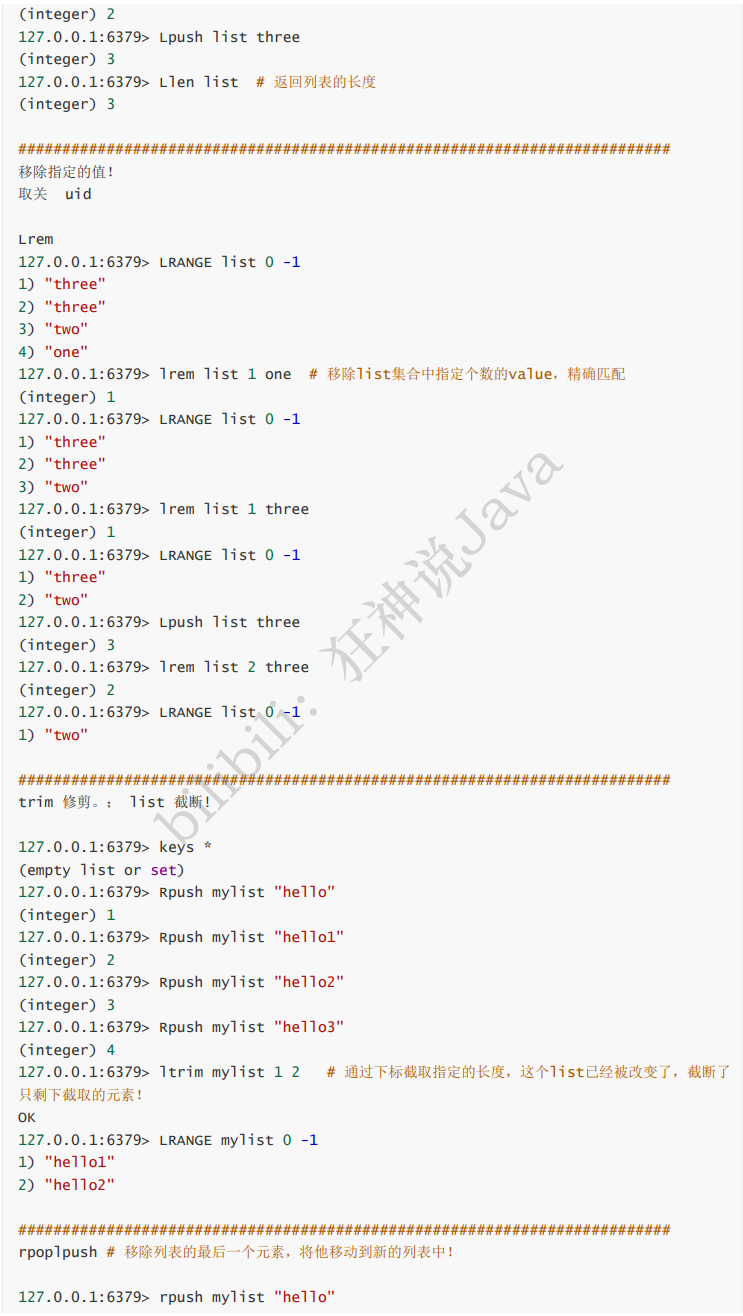 (integer) 2
127.0.0.1:6379> Lpush list three
(integer) 3
127.0.0.1:6379> Llen list  # 返回列表的长度
(integer) 3
##########################################################################
移除指定的值！
取关  uid
Lrem
127.0.0.1:6379> LRANGE list 0 -1
1) "three"
2) "three"
3) "two"
4) "one"
127.0.0.1:6379> lrem list 1 one  # 移除list集合中指定个数的value，精确匹配
(integer) 1
127.0.0.1:6379> LRANGE list 0 -1
1) "three"
2) "three"
3) "two"
127.0.0.1:6379> lrem list 1 three
(integer) 1
127.0.0.1:6379> LRANGE list 0 -1
1) "three"
2) "two"
127.0.0.1:6379> Lpush list three
(integer) 3
127.0.0.1:6379> lrem list 2 three
(integer) 2
127.0.0.1:6379> LRANGE list 0 -1
1) "two"
##########################################################################
trim 修剪。； list 截断！
127.0.0.1:6379> keys *
(empty list or set)
127.0.0.1:6379> Rpush mylist "hello"
(integer) 1
127.0.0.1:6379> Rpush mylist "hello1"
(integer) 2
127.0.0.1:6379> Rpush mylist "hello2"
(integer) 3
127.0.0.1:6379> Rpush mylist "hello3"
(integer) 4
127.0.0.1:6379> ltrim mylist 1 2   # 通过下标截取指定的长度，这个list已经被改变了，截断了
只剩下截取的元素！
OK
127.0.0.1:6379> LRANGE mylist 0 -1
1) "hello1"
2) "hello2"
##########################################################################
rpoplpush # 移除列表的最后一个元素，将他移动到新的列表中！
127.0.0.1:6379> rpush mylist "hello"
bilibili：狂神说Java